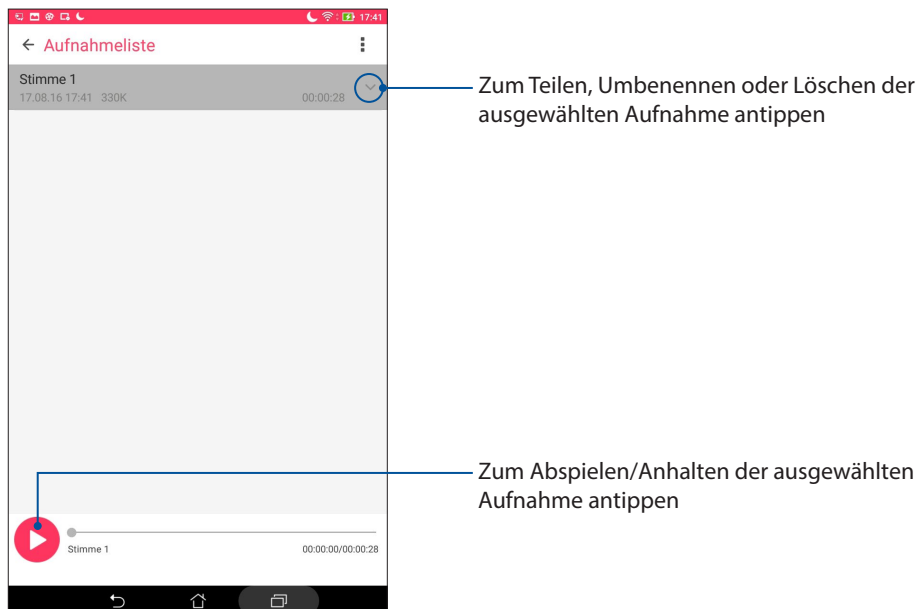 17:41
Aufnahmeliste
Stimme 1
17.08.16 17:41 330K 00:00:28
Zum Teilen, Umbenennen oder Löschen der
ausgewählten Aufnahme antippen
Zum Abspielen/Anhalten der ausgewählten
Aufnahme antippen
Stimme 1 00:00:00/00:00:28